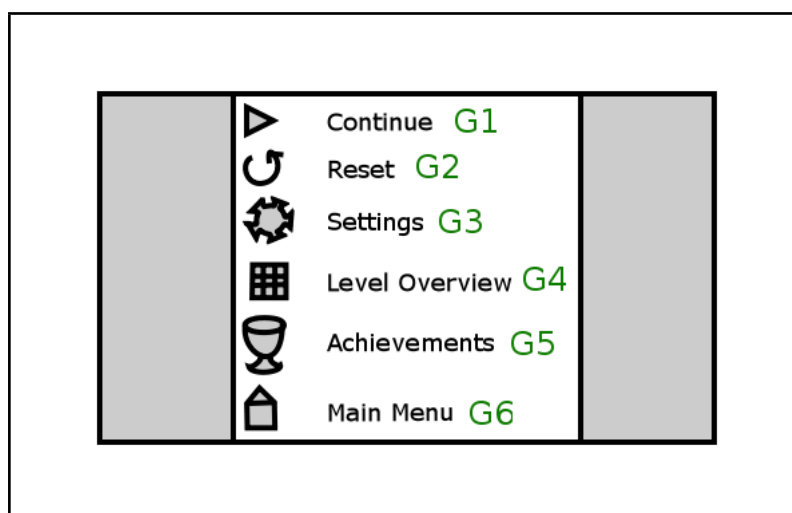 Continue G1
Reset G2
Settings G3
Level Overview G4
Achievements G5
Main Menu G6